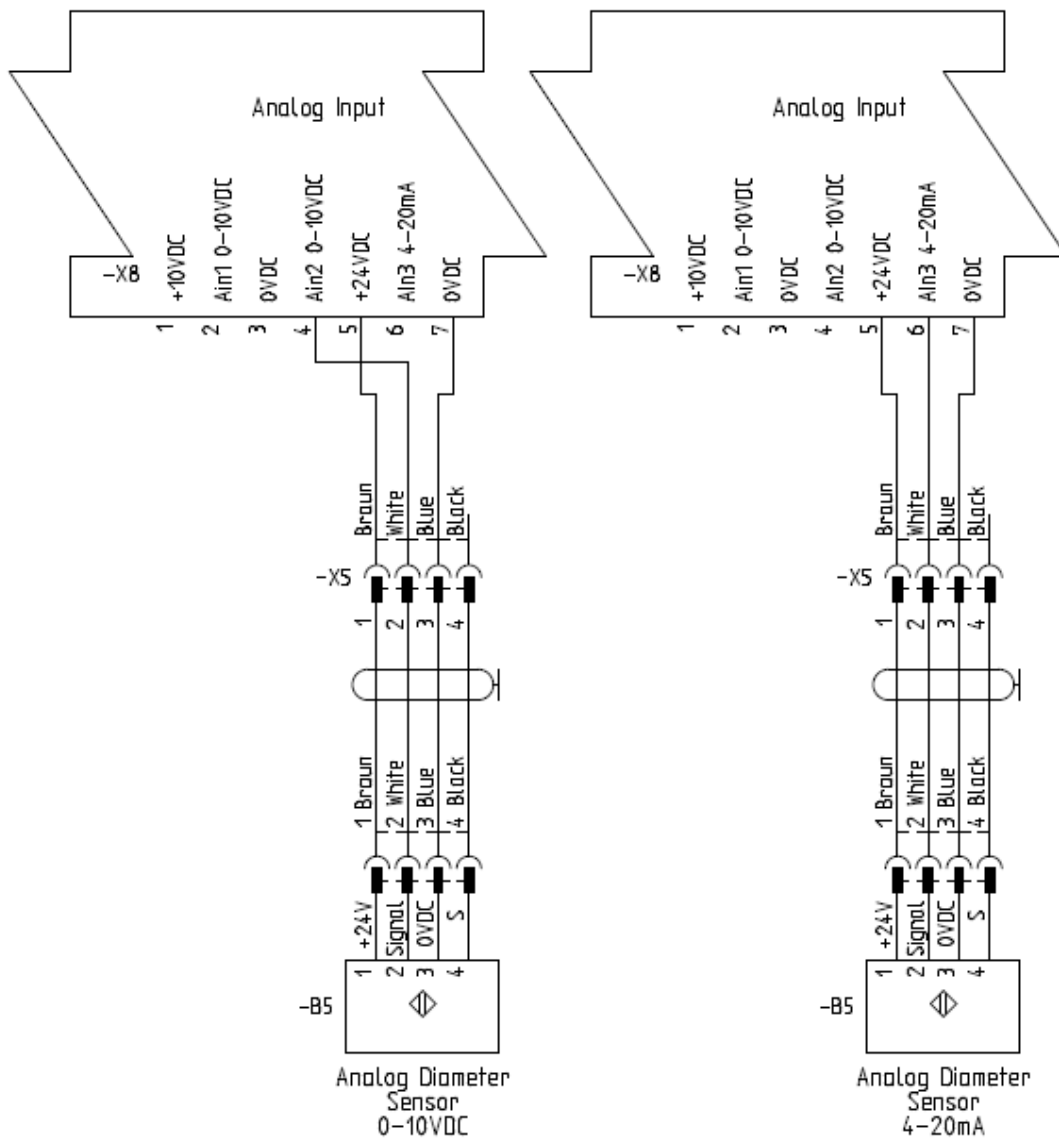 Analog Input
-X8
+10VDC
Ain1 0-10VDC
0VDC
Ain2 0-10VDC
+24VDC
AIn3 4-20mA
0VDC
1
2
3
4
5
6
7
Braun
White
Blue
Black
-X5
1
2
3
4
1 Braun
2 White
3 Blue
4 Black
+24V
Signal
0VDC
S
1
2
3
4
-B5
Analog Diameter
Sensor
0-10VDC
Analog Input
-X8
+10VDC
Ain1 0-10VDC
0VDC
AIn2 0-10VDC
+24VDC
AIn3 4-20mA
0VDC
1
2
3
4
5
6
7
Braun
White
Blue
Black
-X5
1
2
3
4
1 Braun
2 White
3 Blue
4 Black
+24V
Signal
0VDC
S
1
2
3
4
-B5
Analog Diameter
Sensor
4-20mA